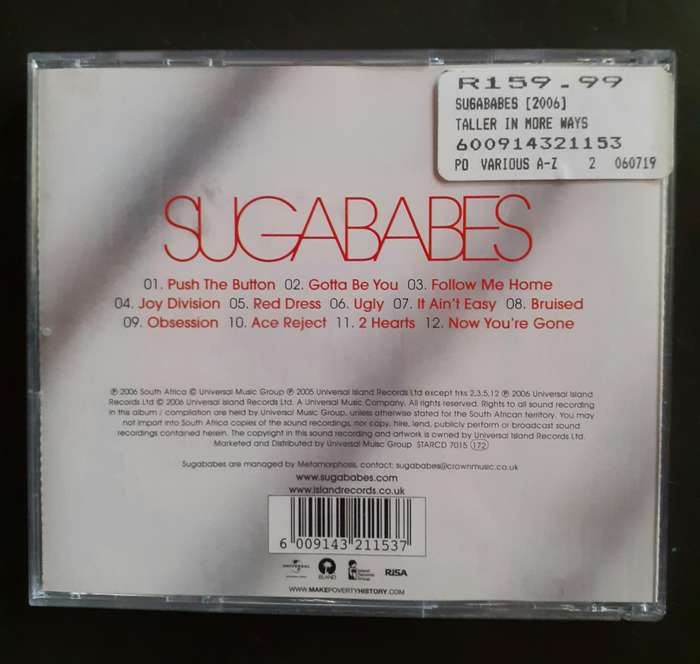 R159.99
SUGABABES [2006]
TALLER IN MORE WAYS
600914321153
PO VARIOUS A-Z 2 060719
SUGABABES
01. Push The Button 02. Gotta Be You 03. Follow Me Home
04. Joy Division 05. Red Dress 06. Ugly 07. It Ain't Easy 08. Bruised
09. Obsession 10. Ace Reject 11. 2 Hearts 12. Now You're Gone
℗ 2006 South Africa © Universal Music Group ℗ 2005 Universal Island Records Ltd except trks 2,3,5,12 ℗ 2006 Universal Island
Records Ltd © 2006 Universal Island Records Ltd. A Universal Music Company. All rights reserved. Rights to all sound recording
in this album / compilation are held by Universal Music Group, unless otherwise stated for the South African territory. You may
not import into South Africa copies of the sound recordings, nor copy, hire, lend, publicly perform or broadcast sound
recordings contained herein. The copyright in this sound recording and artwork is owned by Universal Island Records Ltd.
Marketed and Distributed by Universal Muisc Group STARCD 7015 172
Sugababes are managed by Metamorphosis, contact: sugababes@crownmusic.co.uk
www.sugababes.com
www.islandrecords.co.uk
6 009143 211537
UNIVERSAL ISLAND Island Records Group RISA
WWW.MAKEPOVERTYHISTORY.COM